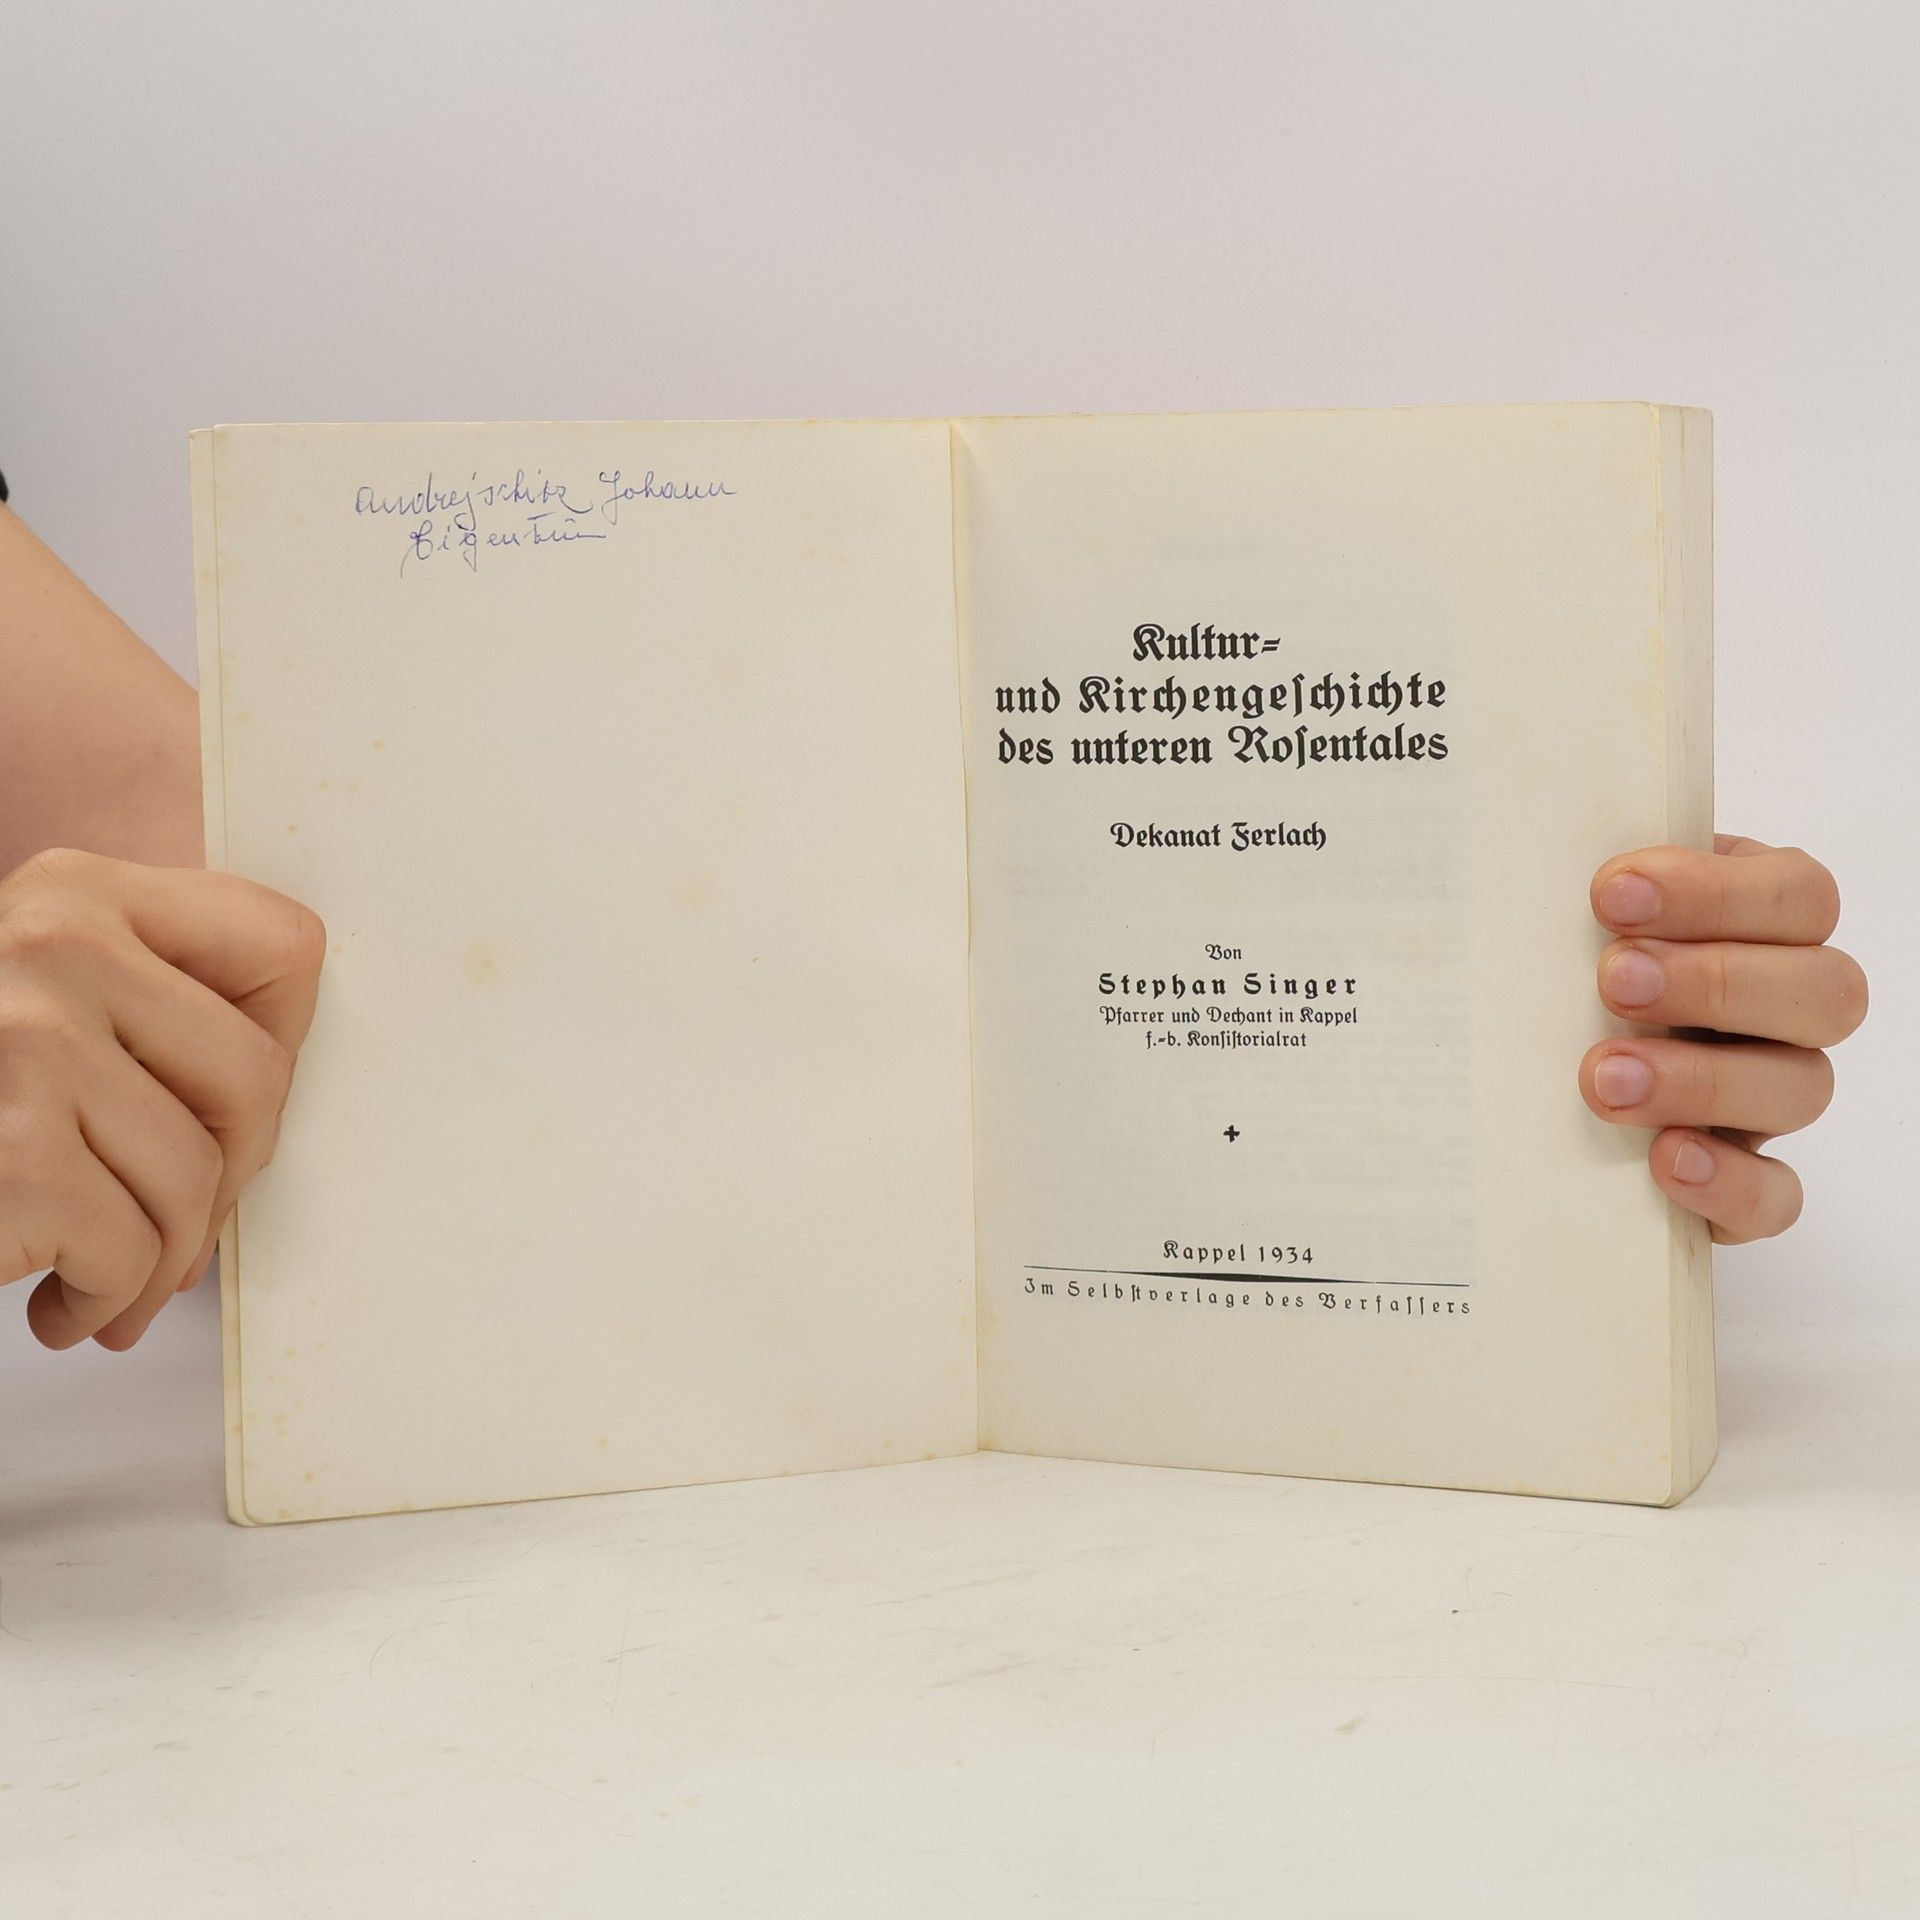 Andrejschitz Johann
Eigentum
Kultur=
und Kirchengeſchichte
des unteren Roſentales
Dekanat Ferlach
Von
Stephan Singer
Pfarrer und Dechant in Kappel
f.=b. Konſiſtorialrat
Kappel 1934
Im Selbſtverlage des Verfaſſers